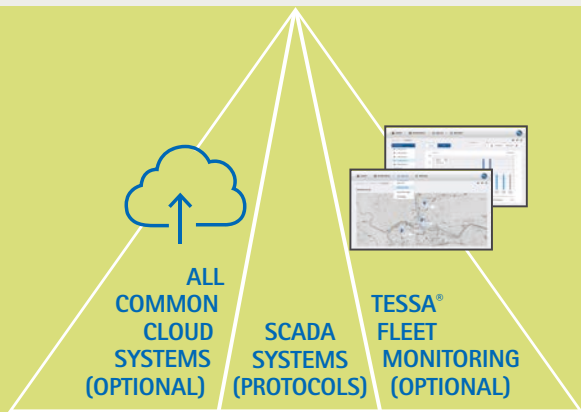 ALL
COMMON
CLOUD
SYSTEMS
(OPTIONAL)
SCADA
SYSTEMS
(PROTOCOLS)
TESSA®
FLEET
MONITORING
(OPTIONAL)